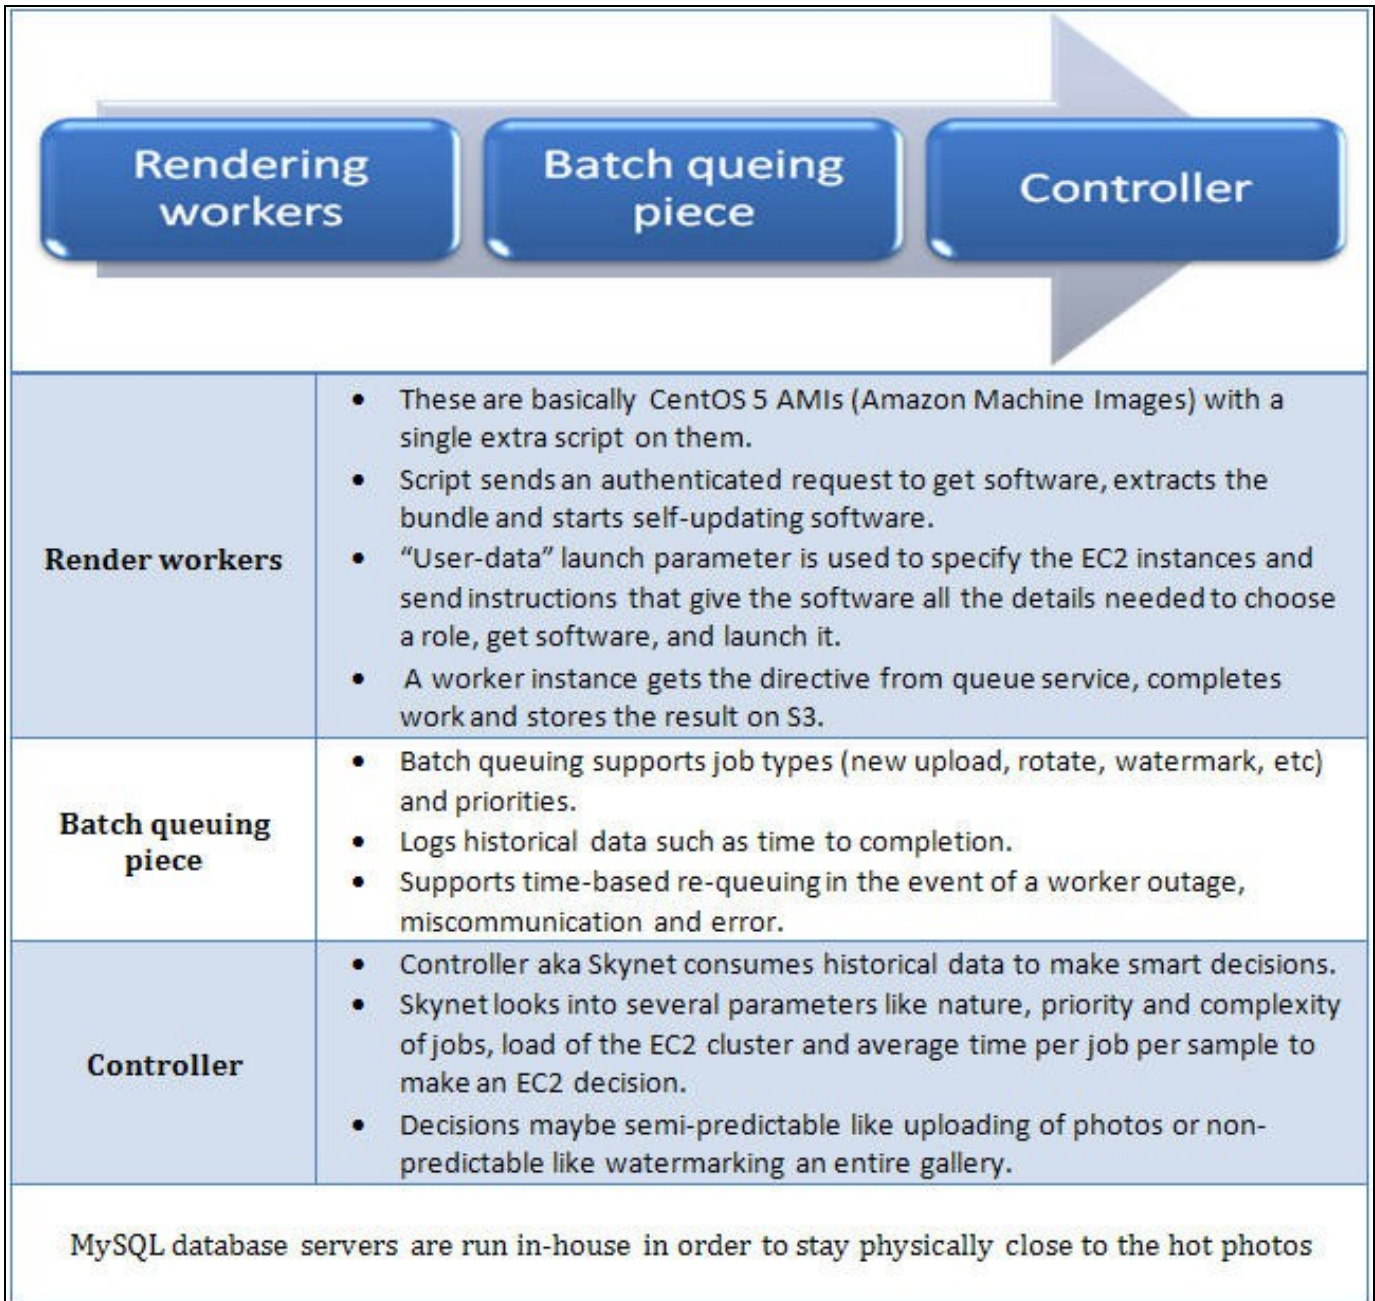 Rendering
workers
Batch queing
piece
Controller
Render workers
• These are basically CentOS 5 AMIs (Amazon Machine Images) with a
single extra script on them.
• Script sends an authenticated request to get software, extracts the
bundle and starts self-updating software.
• “User-data” launch parameter is used to specify the EC2 instances and
send instructions that give the software all the details needed to choose
a role, get software, and launch it.
• A worker instance gets the directive from queue service, completes
work and stores the result on S3.
Batch queuing
piece
• Batch queuing supports job types (new upload, rotate, watermark, etc)
and priorities.
• Logs historical data such as time to completion.
• Supports time-based re-queuing in the event of a worker outage,
miscommunication and error.
Controller
• Controller aka Skynet consumes historical data to make smart decisions.
• Skynet looks into several parameters like nature, priority and complexity
of jobs, load of the EC2 cluster and average time per job per sample to
make an EC2 decision.
• Decisions maybe semi-predictable like uploading of photos or non-
predictable like watermarking an entire gallery.
MySQL database servers are run in-house in order to stay physically close to the hot photos